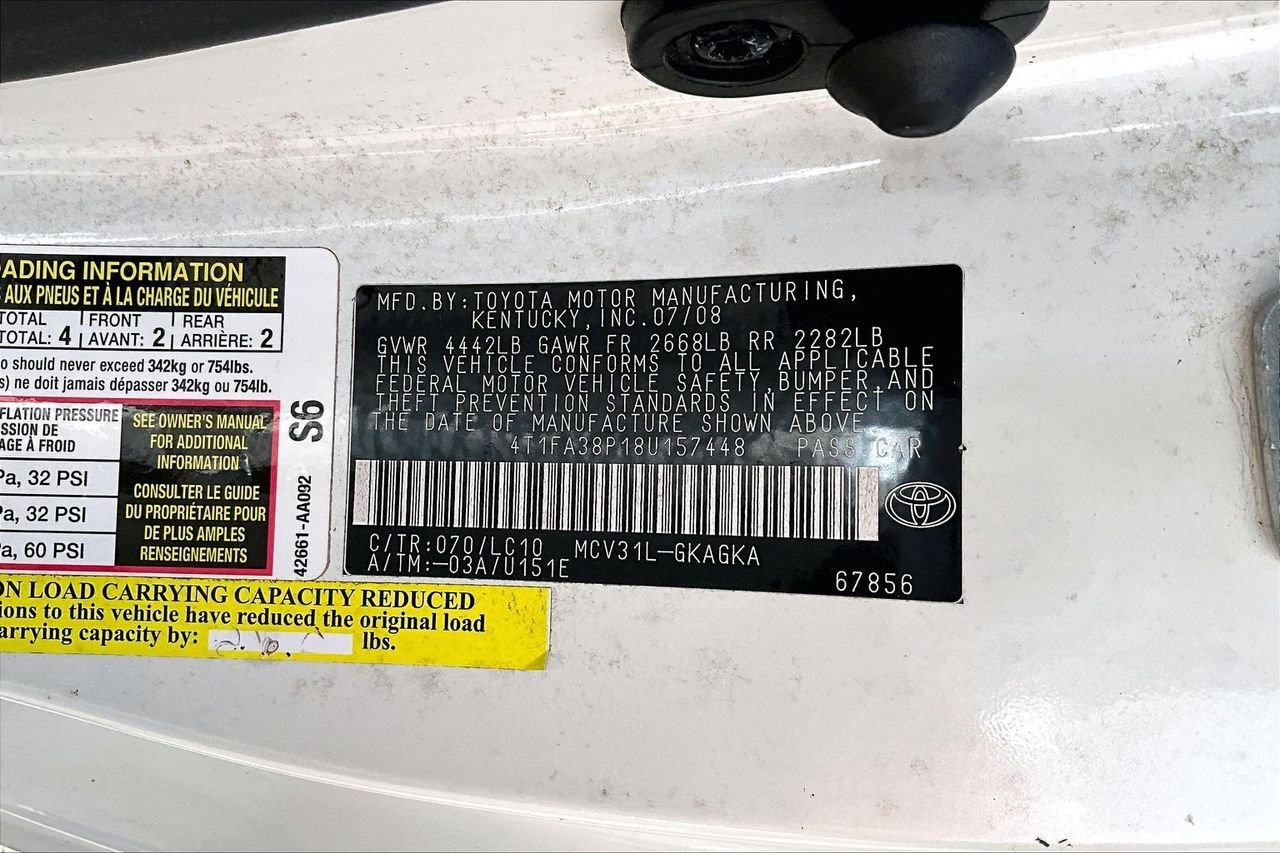 ADING INFORMATION
AUX PNEUS ET À LA CHARGE DU VÉHICULE
TOTAL FRONT REAR
TOTAL: 4 AVANT: 2 ARRIÈRE: 2
o should never exceed 342kg or 754lbs.
s) ne doit jamais dépasser 342kg ou 754lb.
FLATION PRESSURE
SSION DE
AGE À FROID
Pa, 32 PSI
Pa, 32 PSI
Pa, 60 PSI
SEE OWNER'S MANUAL
FOR ADDITIONAL
INFORMATION
CONSULTER LE GUIDE
DU PROPRIÉTAIRE POUR
DE PLUS AMPLES
RENSEIGNEMENTS
S6
42661-AA092
ON LOAD CARRYING CAPACITY REDUCED
ions to this vehicle have reduced the original load
arrying capacity by: lbs.
MFD.BY:TOYOTA MOTOR MANUFACTURING,
KENTUCKY,INC.07/08
GVWR 4442LB GAWR FR 2668LB RR 2282LB
THIS VEHICLE CONFORMS TO ALL APPLICABLE
FEDERAL MOTOR VEHICLE SAFETY,BUMPER,AND
THEFT PREVENTION STANDARDS IN EFFECT ON
THE DATE OF MANUFACTURE SHOWN ABOVE.
4T1FA38P18U157448 PASS CAR
C/TR:070/LC10 MCV31L-GKAGKA
A/TM:-03A/U151E
67856